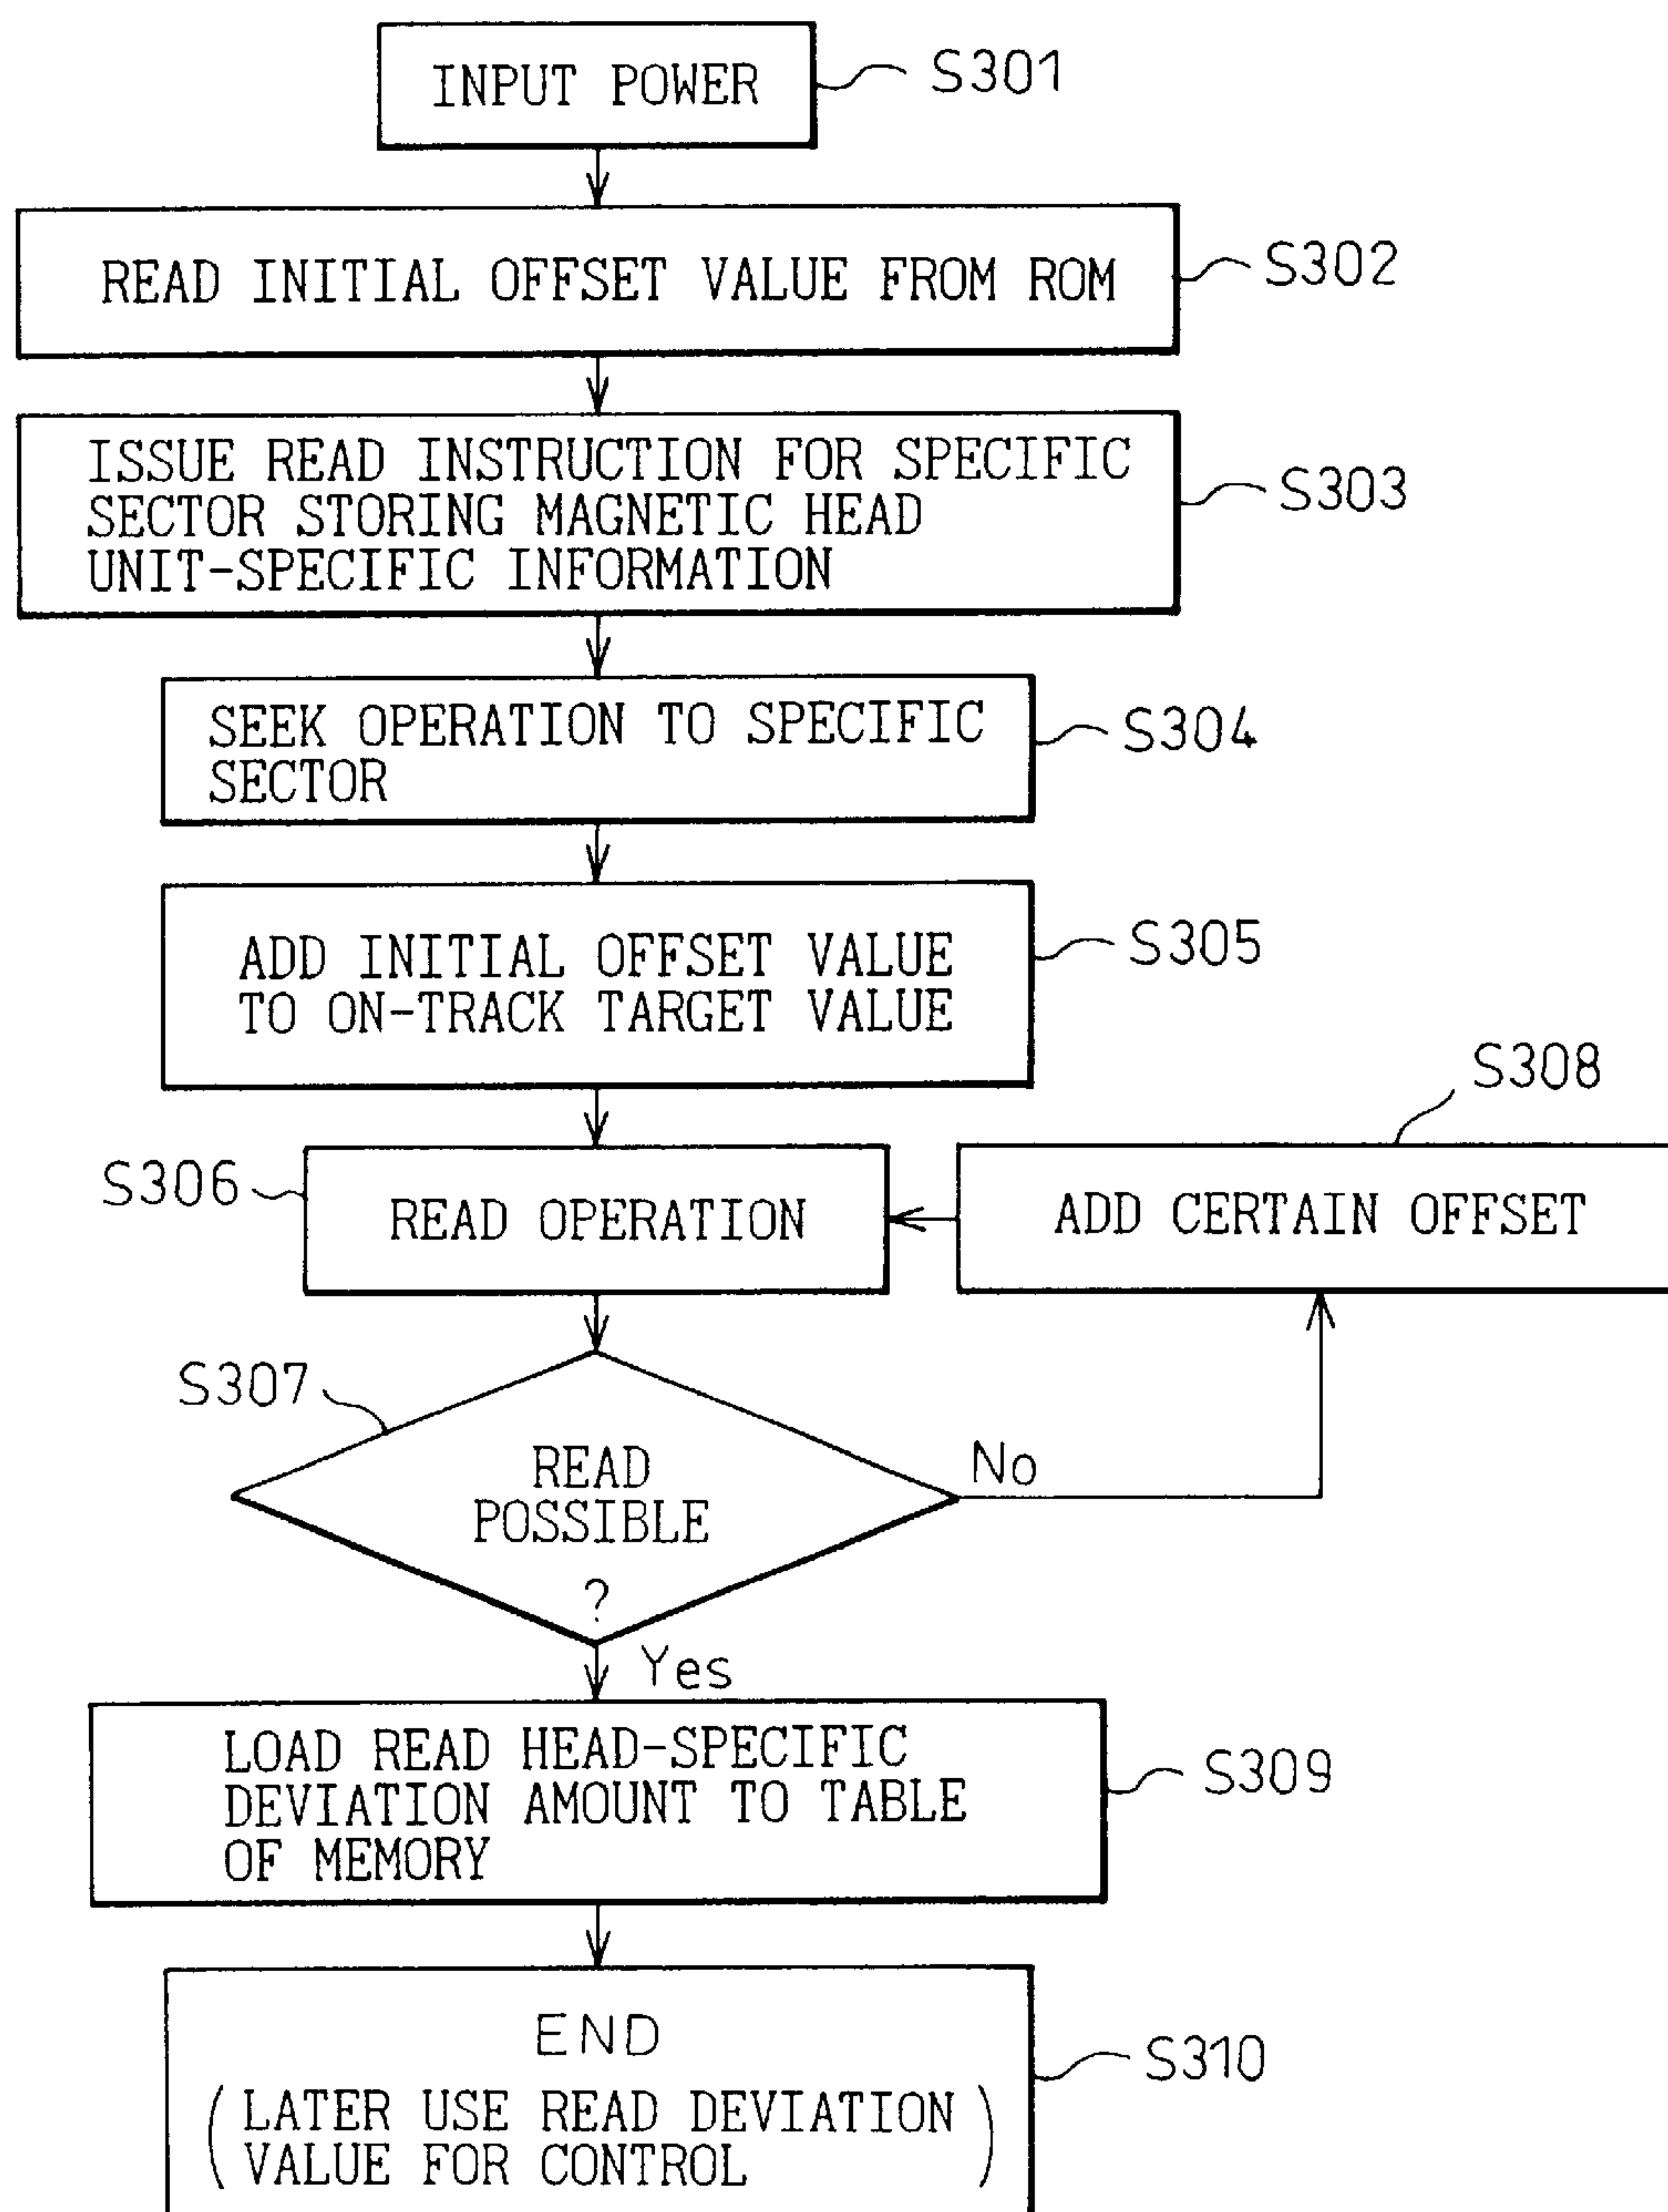 INPUT POWER
S301
READ INITIAL OFFSET VALUE FROM ROM
S302
ISSUE READ INSTRUCTION FOR SPECIFIC
SECTOR STORING MAGNETIC HEAD
UNIT-SPECIFIC INFORMATION
S303
SEEK OPERATION TO SPECIFIC
SECTOR
S304
ADD INITIAL OFFSET VALUE
TO ON-TRACK TARGET VALUE
S305
S308
S306
READ OPERATION
ADD CERTAIN OFFSET
S307
READ
POSSIBLE
?
No
Yes
LOAD READ HEAD-SPECIFIC
DEVIATION AMOUNT TO TABLE
OF MEMORY
S309
END
(LATER USE READ DEVIATION
VALUE FOR CONTROL)
S310